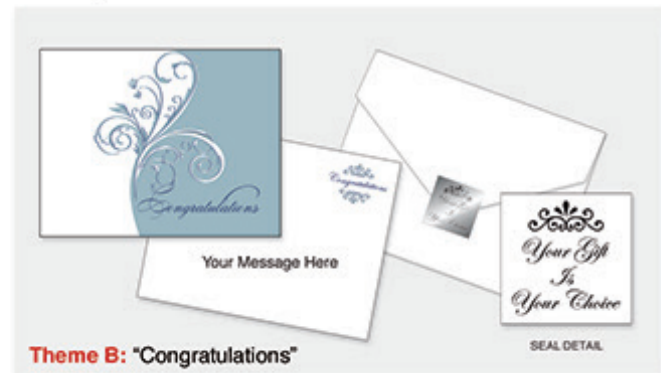 Congratulations
Congratulations
Your Message Here
Your Gift
Is
Your Choice
SEAL DETAIL
Theme B: "Congratulations"